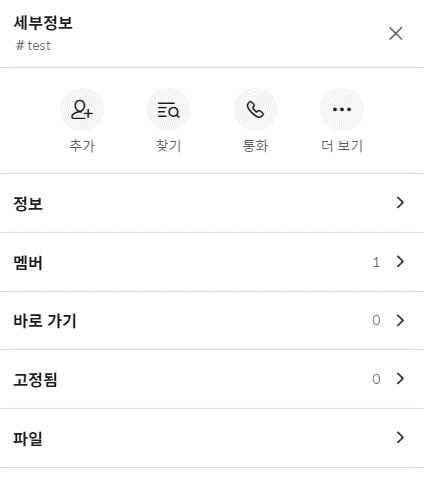 세부정보
# test
추가
찾기
통화
더 보기
정보
멤버 1
바로 가기 0
고정됨 0
파일